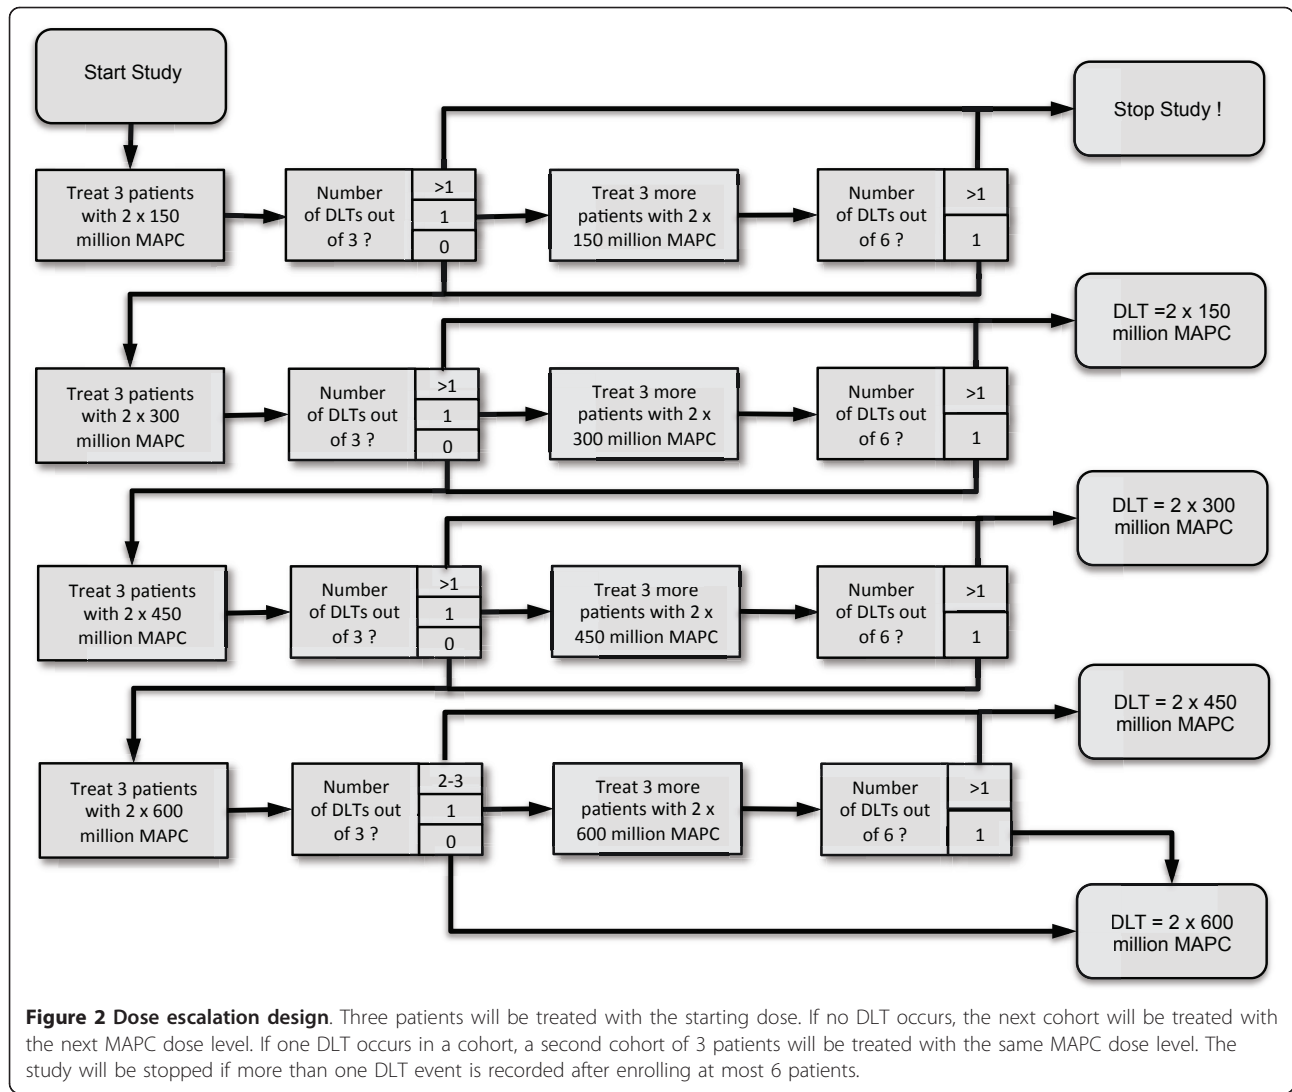 Start Study
Stop Study !
Treat 3 patients
with 2 x 150
million MAPC
Number
of DLTs out
of 3 ?
>1
1
0
Treat 3 more
patients with 2 x
150 million MAPC
Number
of DLTs out
of 6 ?
>1
1
DLT =2 x 150
million MAPC
Treat 3 patients
with 2 x 300
million MAPC
Number
of DLTs out
of 3 ?
>1
1
0
Treat 3 more
patients with 2 x
300 million MAPC
Number
of DLTs out
of 6 ?
>1
1
DLT = 2 x 300
million MAPC
Treat 3 patients
with 2 x 450
million MAPC
Number
of DLTs out
of 3 ?
>1
1
0
Treat 3 more
patients with 2 x
450 million MAPC
Number
of DLTs out
of 6 ?
>1
1
DLT = 2 x 450
million MAPC
Treat 3 patients
with 2 x 600
million MAPC
Number
of DLTs out
of 3 ?
2-3
1
0
Treat 3 more
patients with 2 x
600 million MAPC
Number
of DLTs out
of 6 ?
>1
1
DLT = 2 x 600
million MAPC
Figure 2 Dose escalation design. Three patients will be treated with the starting dose. If no DLT occurs, the next cohort will be treated with
the next MAPC dose level. If one DLT occurs in a cohort, a second cohort of 3 patients will be treated with the same MAPC dose level. The
study will be stopped if more than one DLT event is recorded after enrolling at most 6 patients.